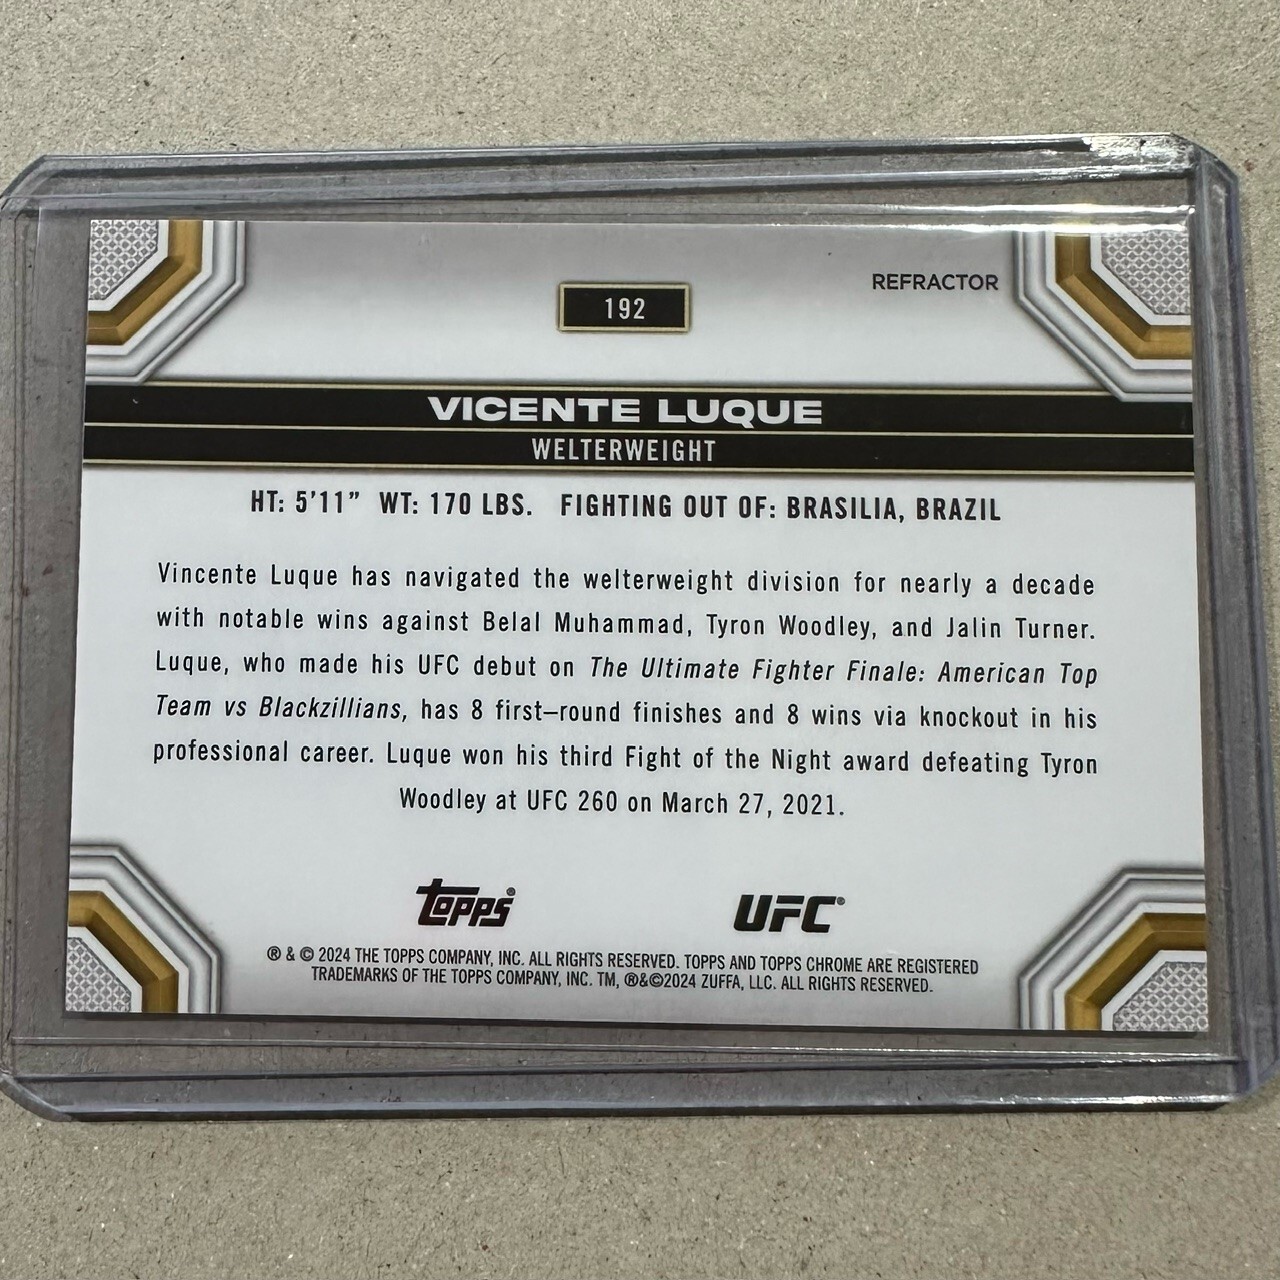 192
REFRACTOR
VICENTE LUQUE
WELTERWEIGHT
HT: 5'11” WT: 170 LBS. FIGHTING OUT OF: BRASILIA, BRAZIL
Vincente Luque has navigated the welterweight division for nearly a decade
with notable wins against Belal Muhammad, Tyron Woodley, and Jalin Turner.
Luque, who made his UFC debut on The Ultimate Fighter Finale: American Top
Team vs Blackzillians, has 8 first–round finishes and 8 wins via knockout in his
professional career. Luque won his third Fight of the Night award defeating Tyron
Woodley at UFC 260 on March 27, 2021.
Topps®
UFC®
® & © 2024 THE TOPPS COMPANY, INC. ALL RIGHTS RESERVED. TOPPS AND TOPPS CHROME ARE REGISTERED
TRADEMARKS OF THE TOPPS COMPANY, INC. TM, ®&©2024 ZUFFA, LLC. ALL RIGHTS RESERVED.